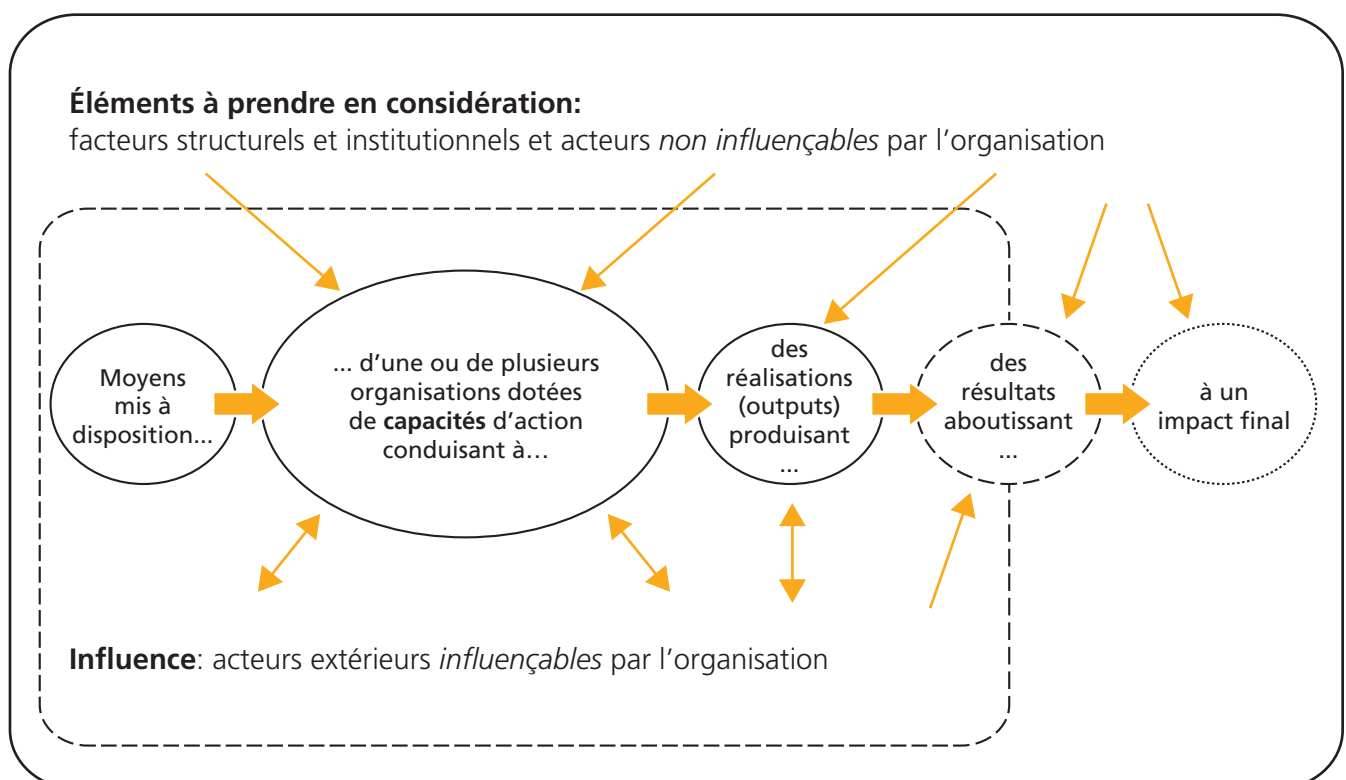 Éléments à prendre en considération:
facteurs structurels et institutionnels et acteurs non influençables par l'organisation
Moyens
mis à
disposition...
... d'une ou de plusieurs
organisations dotées
de capacités d'action
conduisant à…
des
réalisations
(outputs)
produisant
...
des
résultats
aboutissant
...
à un
impact final
Influence: acteurs extérieurs influençables par l'organisation